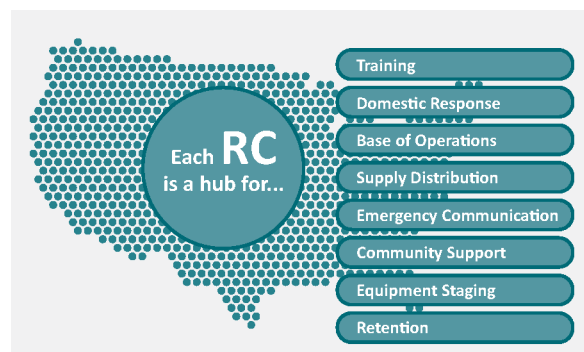 Each RC
is a hub for...
Training
Domestic Response
Base of Operations
Supply Distribution
Emergency Communication
Community Support
Equipment Staging
Retention